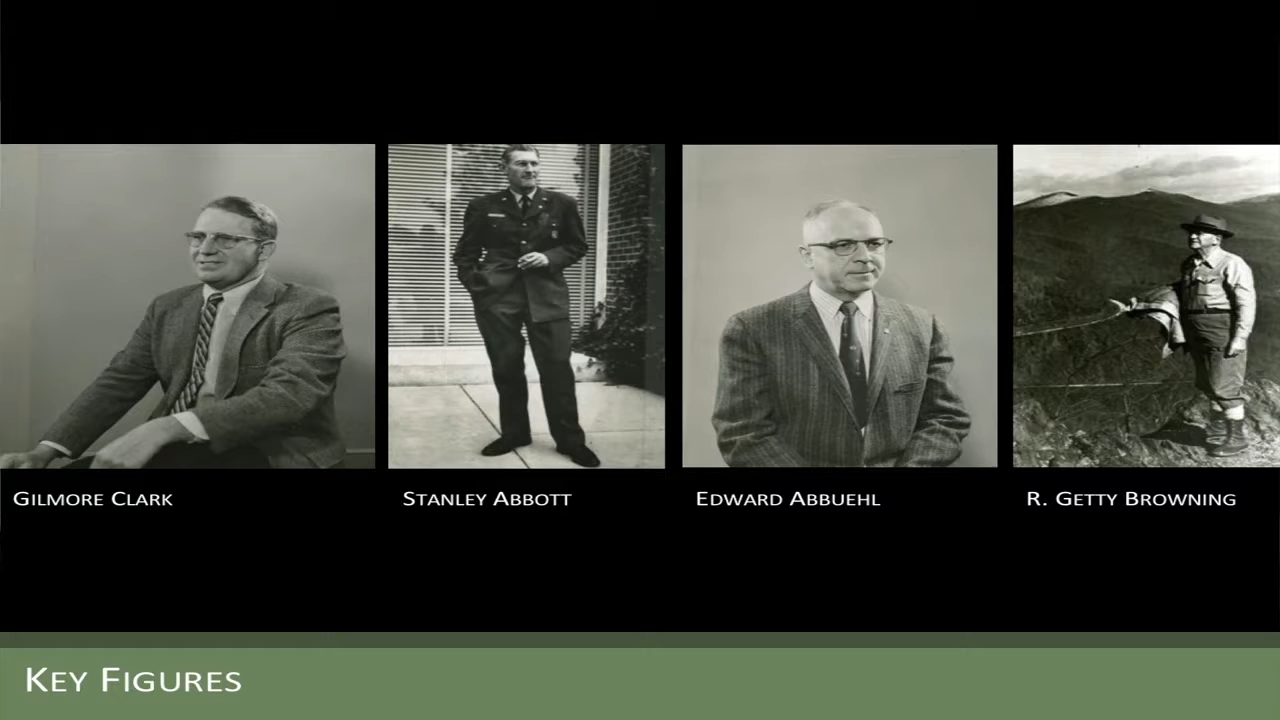 Gilmore Clark
Stanley Abbott
Edward Abbuehl
R. Getty Browning
Key Figures